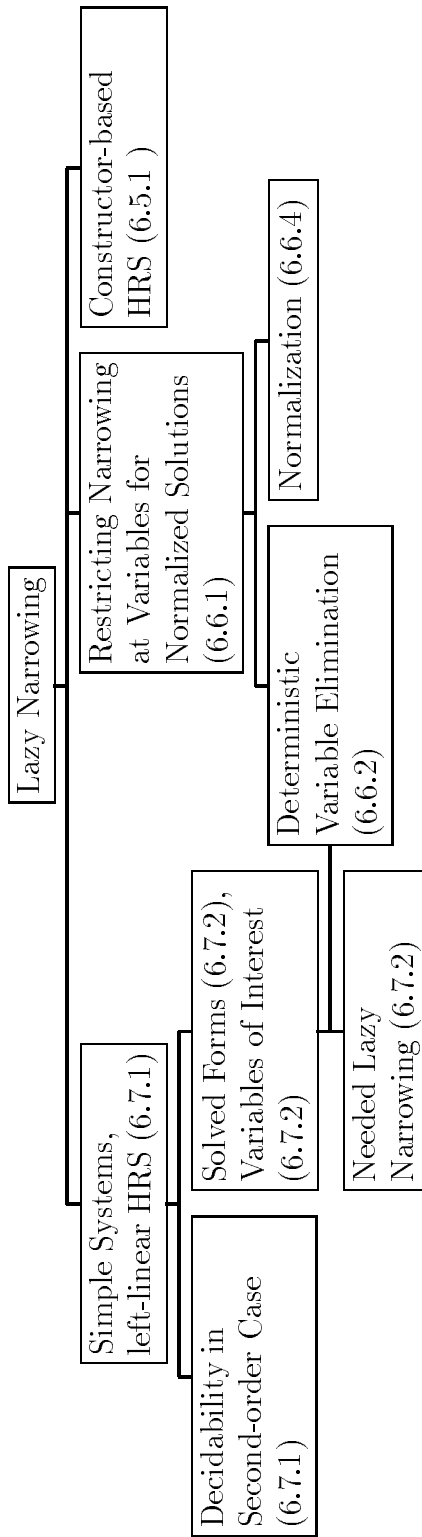 Lazy Narrowing
Simple Systems,
left-linear HRS (6.7.1)
Restricting Narrowing
at Variables for
Normalized Solutions
(6.6.1)
Constructor-based
HRS (6.5.1 )
Decidability in
Second-order Case
(6.7.1)
Solved Forms (6.7.2),
Variables of Interest
(6.7.2)
Deterministic
Variable Elimination
(6.6.2)
Normalization (6.6.4)
Needed Lazy
Narrowing (6.7.2)